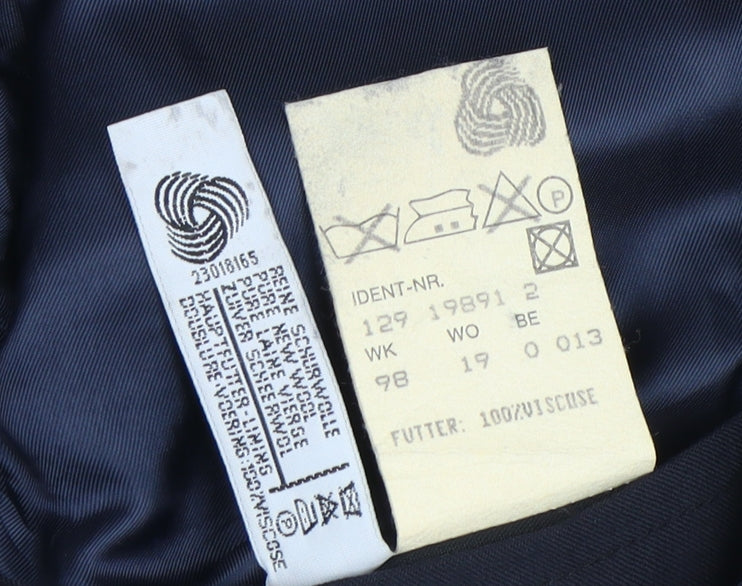 23018165
REINE SCHURWOLLE
PURE NEW WOOL
PURE LAINE VIERGE
ZUIVER SCHEERWOL
HAUPTFUTTER-LINING
DOUBLURE-VOERING:100%VISCOSE
P
P
IDENT-NR.
129 19891 2
WK WO BE
98 19 0 013
FUTTER: 100%VISCOSE